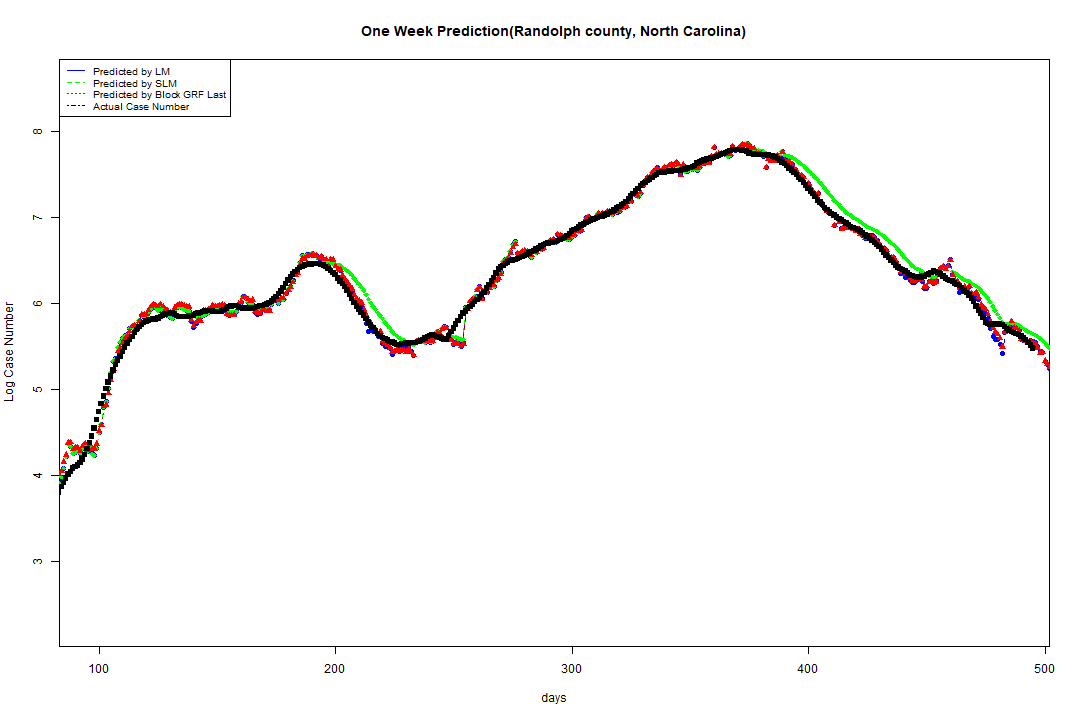 One Week Prediction(Randolph county, North Carolina)
Predicted by LM
Predicted by SLM
Predicted by Block GRF Last
Actual Case Number
8
7
6
5
4
3
Log Case Number
100 200 300 400 500
days